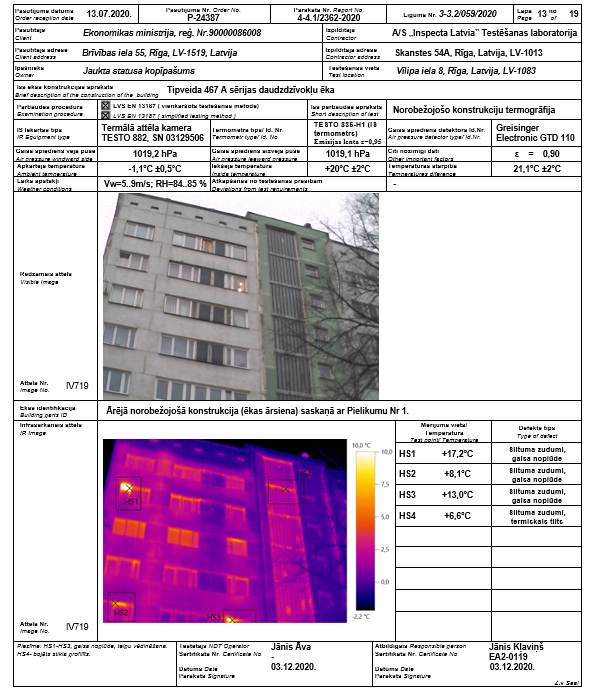 Pasūtījuma datums 13.07.2020. Pasūtījuma Nr. Order No. Parakata Nr. Report No. Līguma Nr. 3-3.2/059/2020 Lapa 13 no 19
Order reception date P-24387 4-4.1/2362-2020 Page of
Pasūtītājs Ekonomikas ministrija, reģ. Nr.90000086008 Izpildītājs A/S „Inspecta Latvia” Testēšanas laboratorija
Client Contractor
Pasūtītāja adrese Brīvības iela 55, Rīga, LV-1519, Latvija Izpildītāja adrese Skanstes 54A, Rīga, Latvija, LV-1013
Client address Contractor address
Īpašnieks Jaukta statusa kopīpašums Testēšanas vieta Vīlipa iela 8, Rīga, Latvija, LV-1083
Owner Test location
Īss ēkas konstrukcijas apraksts Tipveida 467 A sērijas daudzdzīvokļu ēka
Brief description of the construction of the building
Pārbaudes procedūra LVS EN 13187 ( vienkāršots testēšanas metode) Īss pārbaudes apraksts Norobežojošo konstrukciju termogrāfija
Examination procedure LVS EN 13187 ( simplified testing method ) Short description of test
IS iekārtas tips Termālā attēla kamera Termometra tips/ Id. Nr. TESTO 835-H1 (IS termometrs) Gaisa spiediena detektora Id.Nr. Greisinger
IR Equipment type TESTO 882, SN 03129506 Termometr type/ Id. No Emisijas lenta ε=0,95 Air pressure detector type/ Id.Nr. Electronic GTD 110
Gaisa spiediens vēja pusē 1019,2 hPa Gaisa spiediens aizvēja pusē 1019,1 hPa Citi nozīmīgi dati ε = 0,90
Air pressure windward side Air pressure leeward pressure Other important factors
Apkārtējā temperatūra -1,1°C ±0,5°C Iekšējā temperatūra +20°C ±2°C Temperatūras starpība 21,1°C ±2°C
Ambient temperature Inside temperature Temperatures diference
Laika apstākļi Vw=5..9m/s; RH=84..85 % Atkāpšanās no testēšanas prasībām -
Weather conditions Deviations from test requirements
Redzamais attēls
Visible image
Attēla Nr. IV719
Image No.
Ēkas identifikācija Ārējā norobežojošā konstrukcija (ēkas ārsiena) saskaņā ar Pielikumu Nr 1.
Building parts ID
Infrasarkanais attēls Mērījuma vieta/ Temperatūra Defekta tips
IR image Test point/ Temperature Type of defect
10,0 °C
10,0
7,5
5,0
2,5
0,0
-2,2 °C
HS1
HS2
HS3
HS1 +17,2°C Siltuma zudumi, gaisa noplūde
HS2 +8,1°C Siltuma zudumi, gaisa noplūde
HS3 +13,0°C Siltuma zudumi, gaisa noplūde
HS4 +6,6°C Siltuma zudumi, termiskais tilts
Attēla Nr. IV719
Image No.
Piezīme: HS1-HS3, gaisa noplūde, telpu vēdināšana. Testētājs NDT Operator Jānis Āva Atbildīgais Responsible person Jānis Kļaviņš
HS4- bojāts stikla profilīts. Sertifikāta Nr. Certificate No - Sertifikāta Nr. Certificate No EA2-0119
Datums Date 03.12.2020. Datums Date 03.12.2020.
Paraksts Signature Paraksts Signature
Z.v Seal